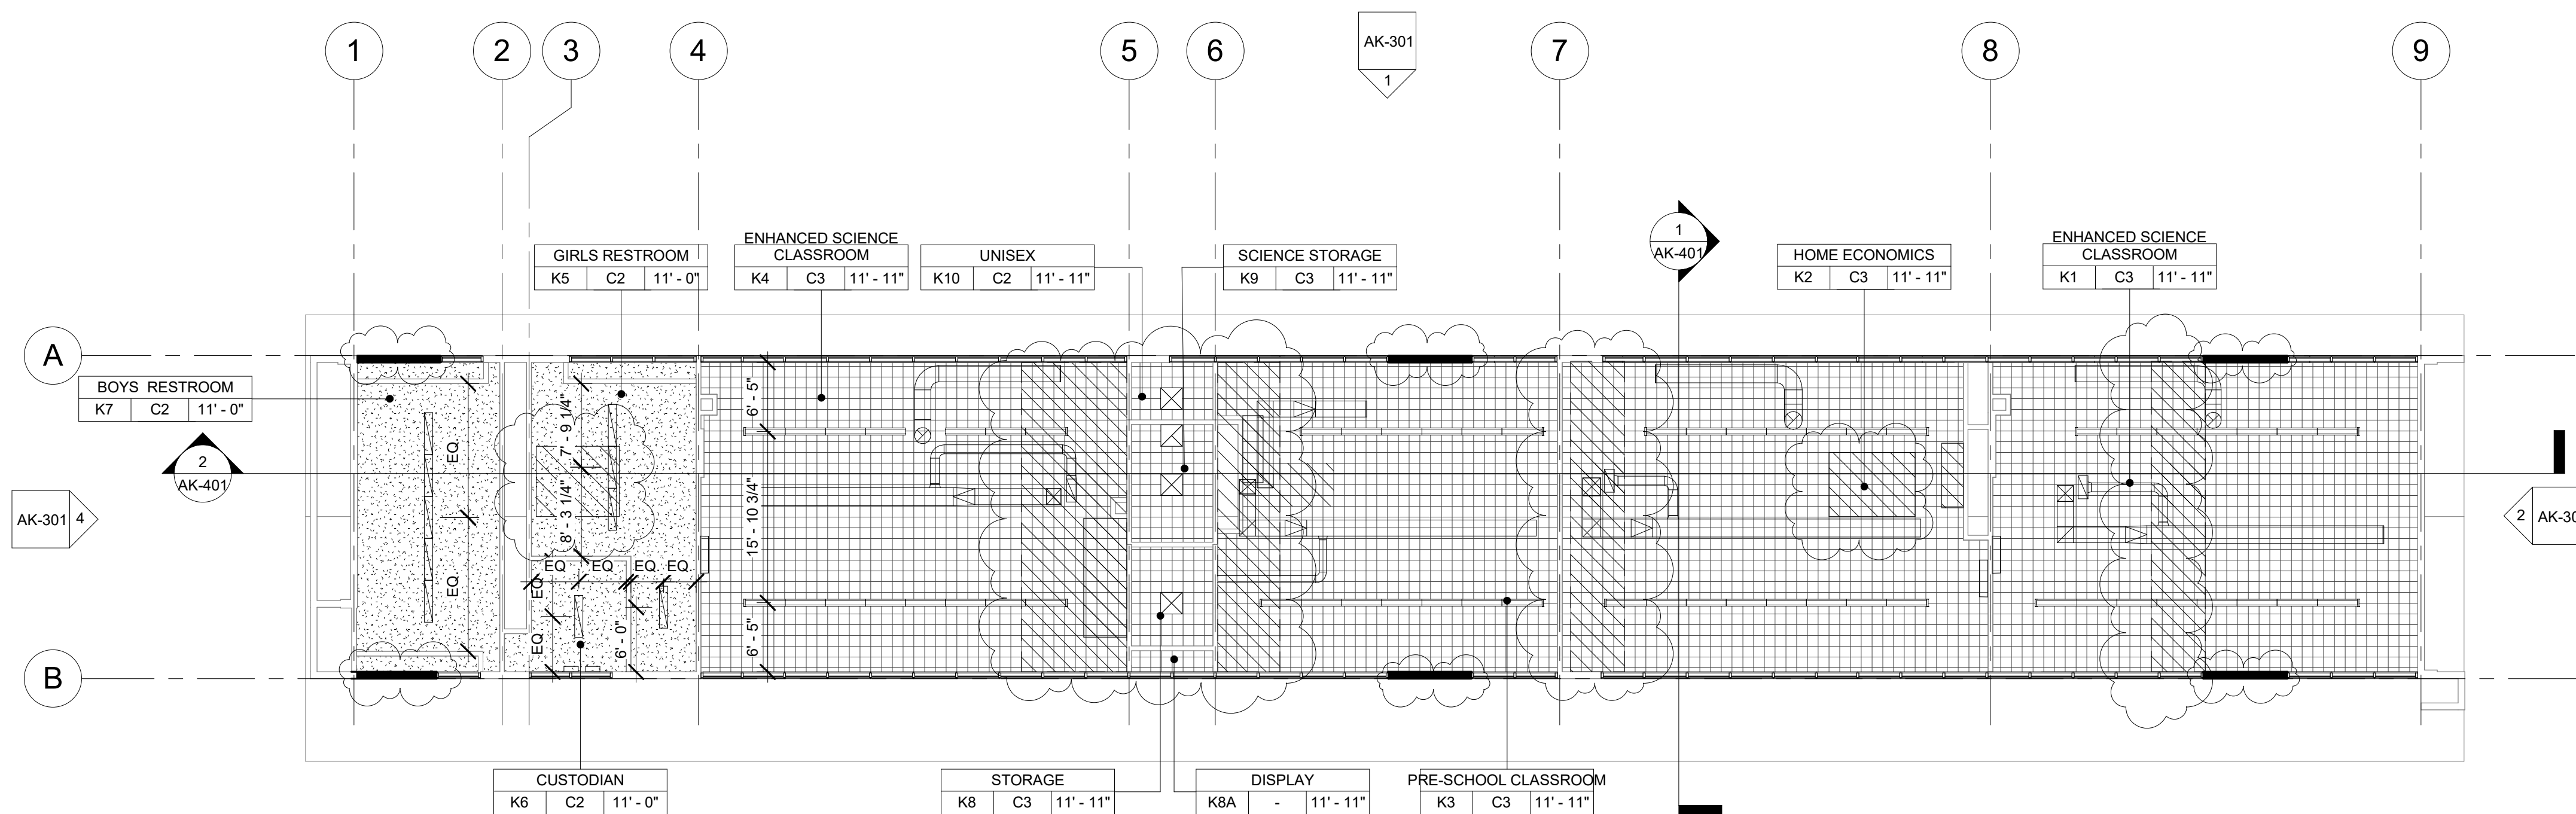 1 2 3 4 5 6 7 8 9
AK-301
1
1
AK-401
GIRLS RESTROOM
K5 C2 11' - 0"
ENHANCED SCIENCE
CLASSROOM
K4 C3 11' - 11"
UNISEX
K10 C2 11' - 11"
SCIENCE STORAGE
K9 C3 11' - 11"
HOME ECONOMICS
K2 C3 11' - 11"
ENHANCED SCIENCE
CLASSROOM
K1 C3 11' - 11"
A
BOYS  RESTROOM
K7 C2 11' - 0"
2
AK-401
AK-301 4
2 AK-30
EQ.
EQ.
7' - 9 1/4"
8' - 3 1/4"
EQ.
EQ.
EQ.
EQ.
EQ.
EQ.
6' - 0"
6' - 5"
15' - 10 3/4"
6' - 5"
B
CUSTODIAN
K6 C2 11' - 0"
STORAGE
K8 C3 11' - 11"
DISPLAY
K8A - 11' - 11"
PRE-SCHOOL CLASSROOM
K3 C3 11' - 11"